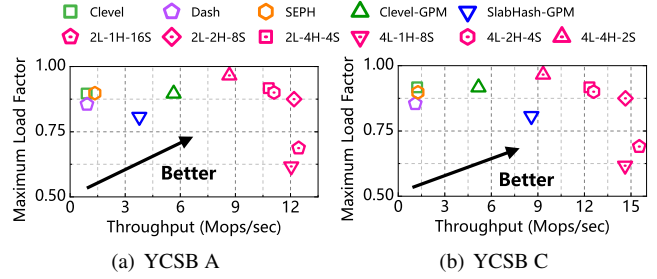 Clevel Dash SEPH Clevel-GPM SlabHash-GPM
2L-1H-16S 2L-2H-8S 2L-4H-4S 4L-1H-8S 4L-2H-4S 4L-4H-2S
Maximum Load Factor
1.00
0.75
0.50
Better
0 3 6 9 12
Throughput (Mops/sec)
(a) YCSB A
Maximum Load Factor
1.00
0.75
0.50
Better
0 3 6 9 12 15
Throughput (Mops/sec)
(b) YCSB C